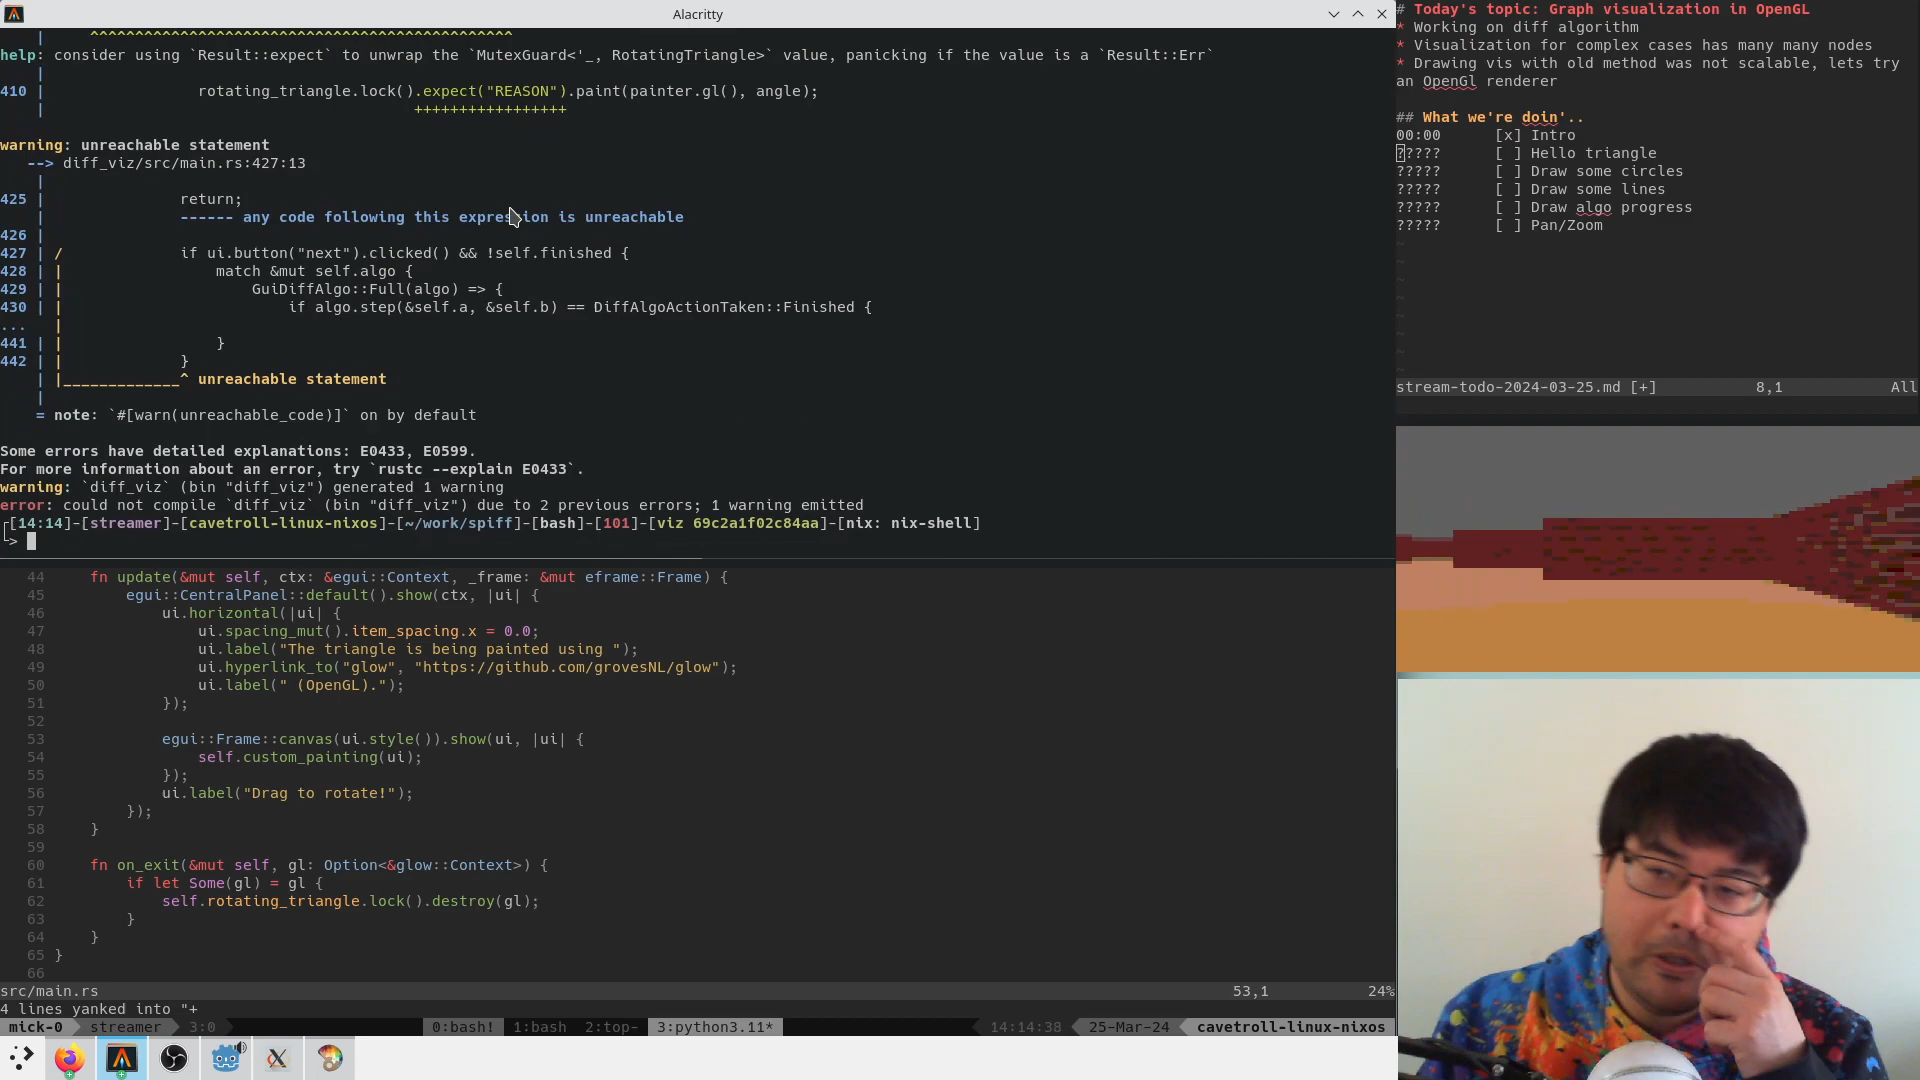 Alacritty
|     ^^^^^^^^^^^^^^^^^^^^^^^^^^^^^^^^^^^^^^^^^^^^^^^
help: consider using `Result::expect` to unwrap the `MutexGuard<'_, RotatingTriangle>` value, panicking if the value is a `Result::Err`
|
410 |                 rotating_triangle.lock().expect("REASON").paint(painter.gl(), angle);
|                                         +++++++++++++++++
warning: unreachable statement
--> diff_viz/src/main.rs:427:13
|
425 |               return;
|               ------ any code following this expression is unreachable
426 |
427 | /             if ui.button("next").clicked() && !self.finished {
428 | |                 match &mut self.algo {
429 | |                     GuiDiffAlgo::Full(algo) => {
430 | |                         if algo.step(&self.a, &self.b) == DiffAlgoActionTaken::Finished {
...   |
441 | |                 }
442 | |             }
| |_____________^ unreachable statement
|
= note: `#[warn(unreachable_code)]` on by default
Some errors have detailed explanations: E0433, E0599.
For more information about an error, try `rustc --explain E0433`.
warning: `diff_viz` (bin "diff_viz") generated 1 warning
error: could not compile `diff_viz` (bin "diff_viz") due to 2 previous errors; 1 warning emitted
┌[14:14]-[streamer]-[cavetroll-linux-nixos]-[~/work/spiff]-[bash]-[101]-[viz 69c2a1f02c84aa]-[nix: nix-shell]
└>
44     fn update(&mut self, ctx: &egui::Context, _frame: &mut eframe::Frame) {
45         egui::CentralPanel::default().show(ctx, |ui| {
46             ui.horizontal(|ui| {
47                 ui.spacing_mut().item_spacing.x = 0.0;
48                 ui.label("The triangle is being painted using ");
49                 ui.hyperlink_to("glow", "https://github.com/grovesNL/glow");
50                 ui.label(" (OpenGL).");
51             });
52
53             egui::Frame::canvas(ui.style()).show(ui, |ui| {
54                 self.custom_painting(ui);
55             });
56             ui.label("Drag to rotate!");
57         });
58     }
59
60     fn on_exit(&mut self, gl: Option<&glow::Context>) {
61         if let Some(gl) = gl {
62             self.rotating_triangle.lock().destroy(gl);
63         }
64     }
65 }
66
src/main.rs 53,1 24%
4 lines yanked into "+
mick-0 streamer 3:0 0:bash! 1:bash 2:top- 3:python3.11* 14:14:38 25-Mar-24 cavetroll-linux-nixos
# Today's topic: Graph visualization in OpenGL
* Working on diff algorithm
* Visualization for complex cases has many many nodes
* Drawing vis with old method was not scalable, lets try
an OpenGl renderer
## What we're doin'..
00:00      [x] Intro
?????      [ ] Hello triangle
?????      [ ] Draw some circles
?????      [ ] Draw some lines
?????      [ ] Draw algo progress
?????      [ ] Pan/Zoom
~
~
~
~
~
~
~
~
stream-todo-2024-03-25.md [+] 8,1 All